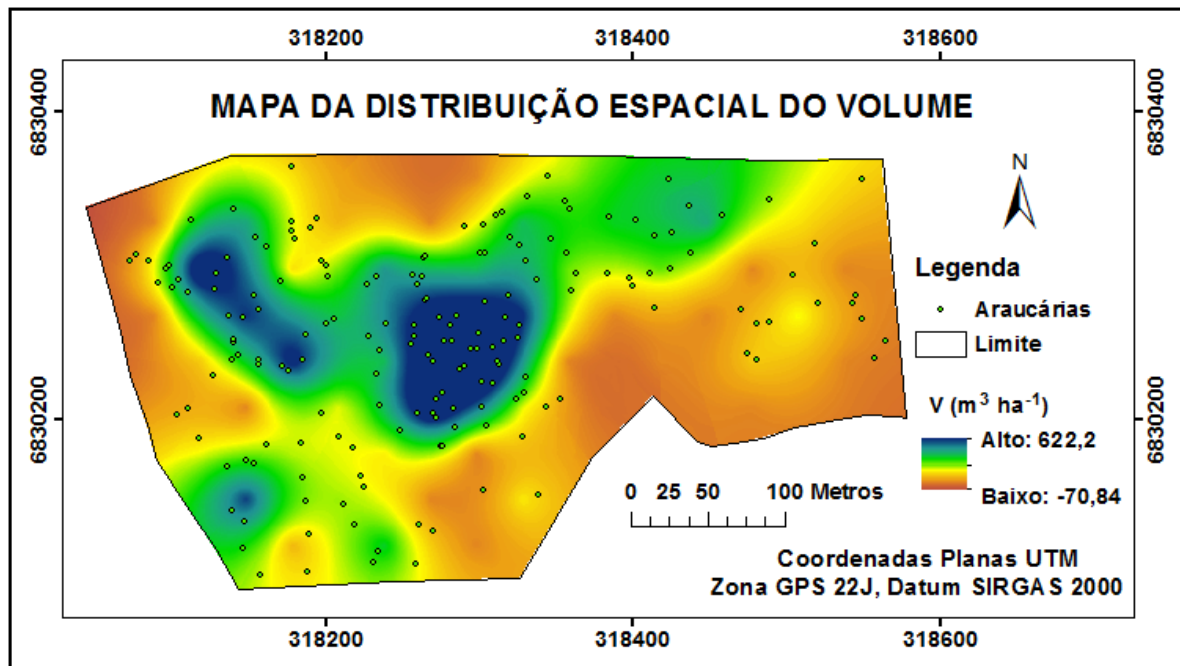 318200 318400 318600
6830400 6830400
MAPA DA DISTRIBUIÇÃO ESPACIAL DO VOLUME
N
Legenda
Araucárias
Limite
V (m³ ha⁻¹)
Alto: 622,2
Baixo: -70,84
6830200 6830200
0 25 50 100 Metros
Coordenadas Planas UTM
Zona GPS 22J, Datum SIRGAS 2000
318200 318400 318600